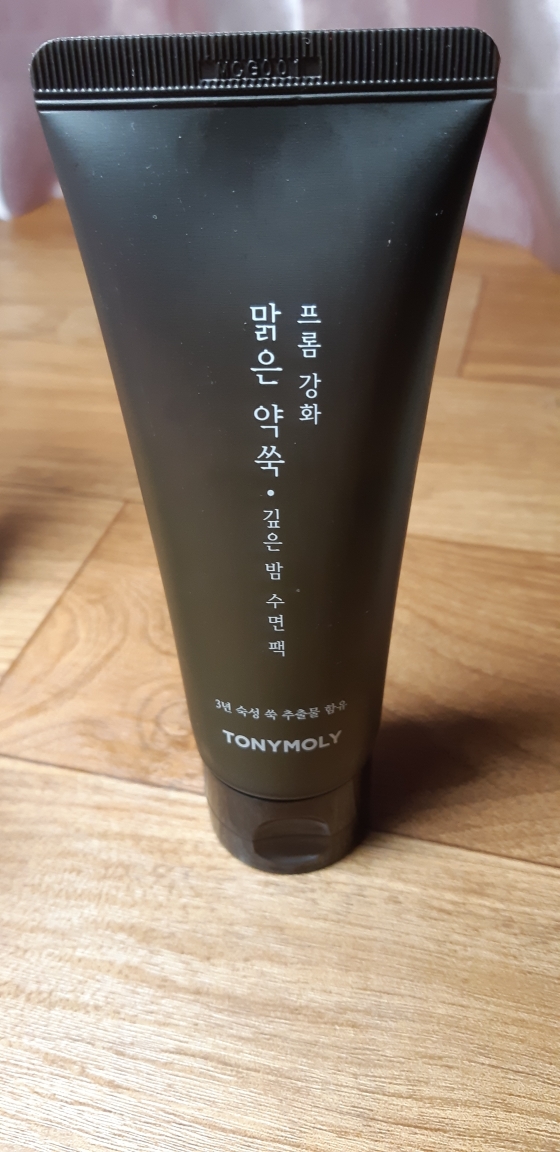 프롬 강화
맑은 약쑥 • 깊은 밤 수면 팩
3년 숙성 쑥 추출물 함유
TONYMOLY